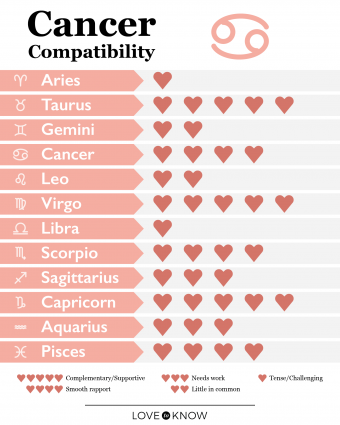 Cancer
Compatibility
Aries
Taurus
Gemini
Cancer
Leo
Virgo
Libra
Scorpio
Sagittarius
Capricorn
Aquarius
Pisces
Complementary/Supportive Needs work Tense/Challenging
Smooth rapport Little in common
LOVE to KNOW